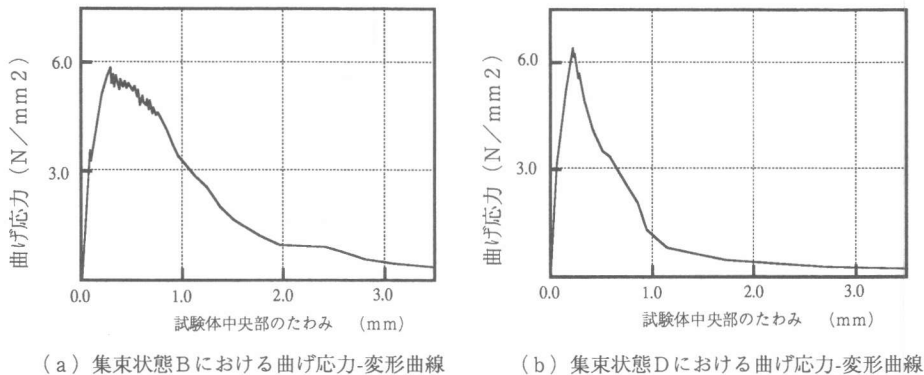 曲げ応力 (N/mm2)
6.0
3.0
0.0
1.0
2.0
3.0
試験体中央部のたわみ (mm)
(a) 集束状態Bにおける曲げ応力-変形曲線
曲げ応力 (N/mm2)
6.0
3.0
0.0
1.0
2.0
3.0
試験体中央部のたわみ (mm)
(b) 集束状態Dにおける曲げ応力-変形曲線